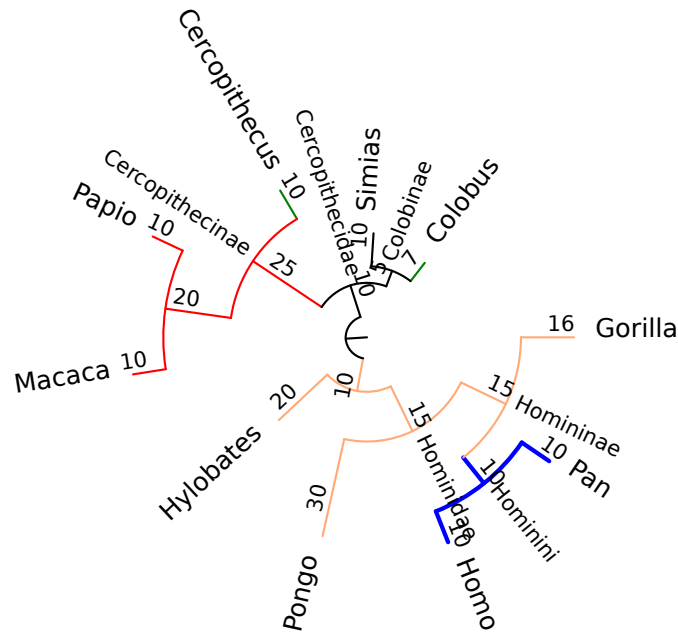 Cercopithecus
10
Cercopithecinae
25
Papio
10
20
Macaca
10
Cercopithecidae
10
Simias
10
Colobinae
5
Colobus
7
Gorilla
16
Homininae
15
Pan
10
Hominini
10
Homo
10
Hominidae
15
Pongo
30
Hylobates
20
10